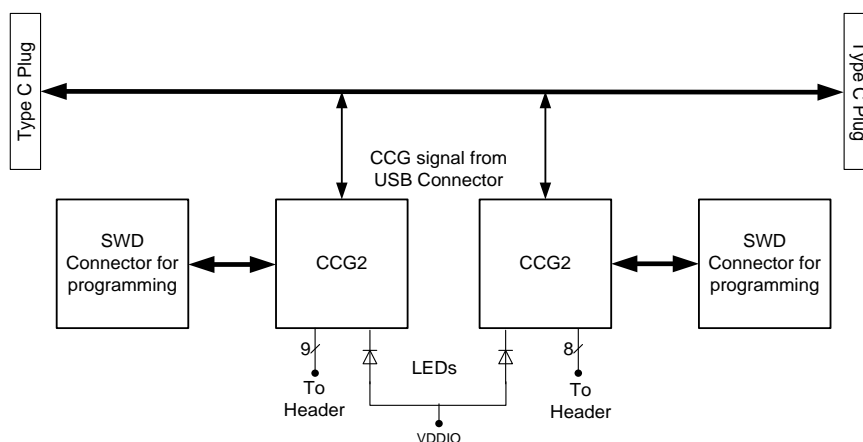 Type C Plug
Type C Plug
CCG signal from
USB Connector
SWD
Connector for
programming
CCG2
CCG2
SWD
Connector for
programming
9
8
LEDs
To
Header
To
Header
VDDIO